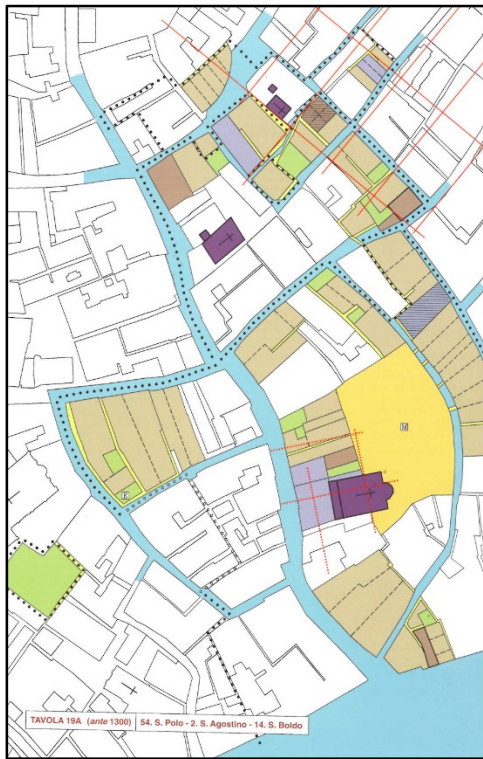 M
E
TAVOLA 19A (ante 1300) 54. S. Polo - 2. S. Agostino - 14. S. Boldo